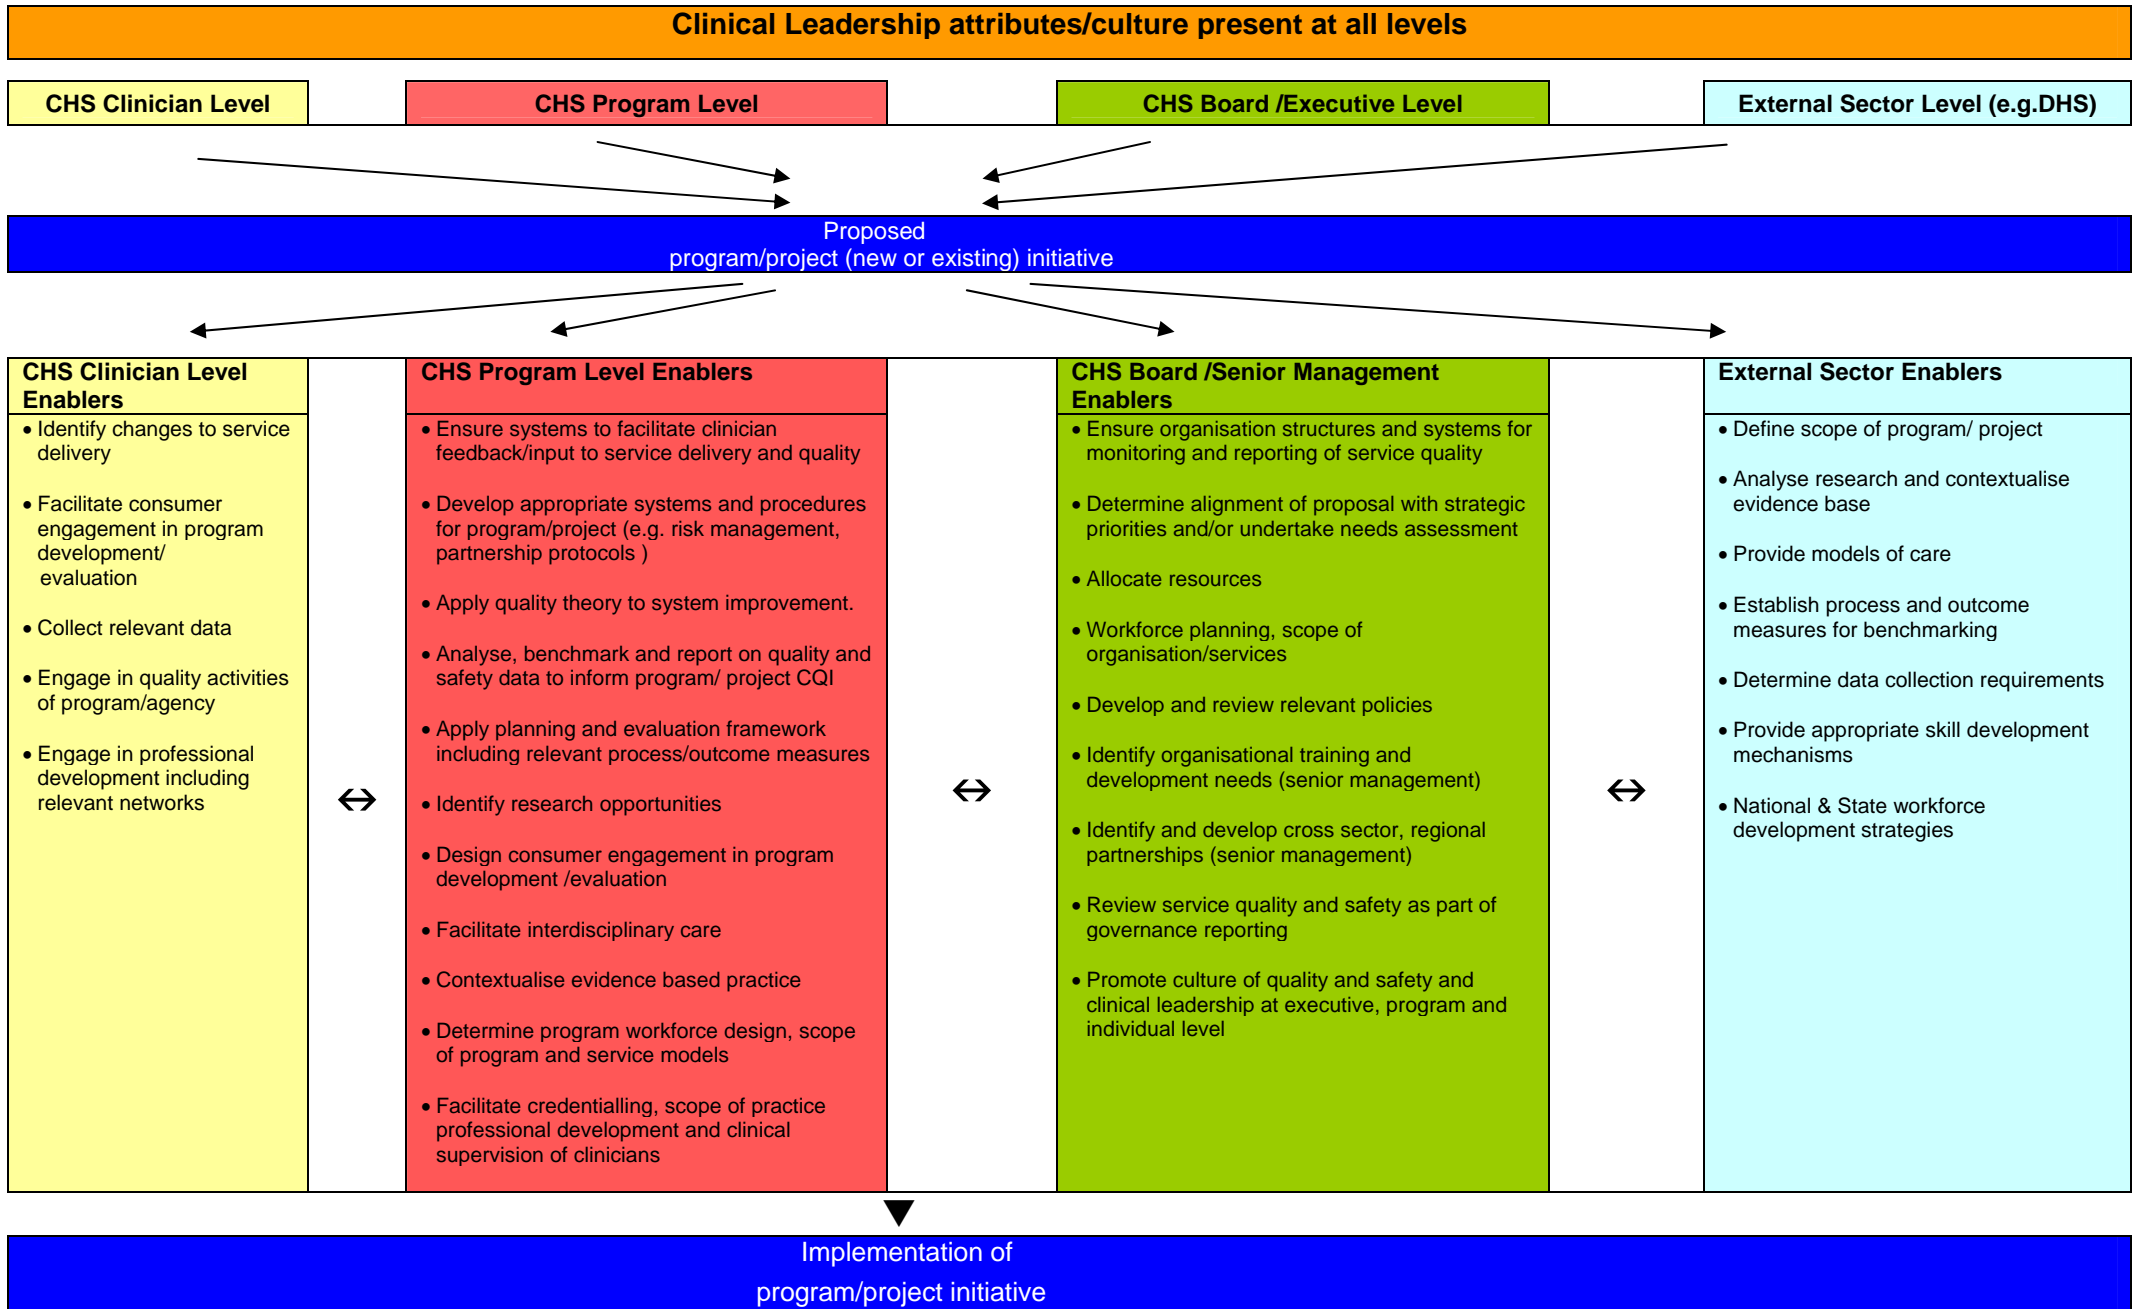 Clinical Leadership attributes/culture present at all levels
CHS Clinician Level
CHS Program Level
CHS Board /Executive Level
External Sector Level (e.g.DHS)
Proposed
program/project (new or existing) initiative
CHS Clinician Level
Enablers
• Identify changes to service
delivery
• Facilitate consumer
engagement in program
development/
evaluation
• Collect relevant data
• Engage in quality activities
of program/agency
• Engage in professional
development including
relevant networks
↔
CHS Program Level Enablers
• Ensure systems to facilitate clinician
feedback/input to service delivery and quality
• Develop appropriate systems and procedures
for program/project (e.g. risk management,
partnership protocols )
• Apply quality theory to system improvement.
• Analyse, benchmark and report on quality and
safety data to inform program/ project CQI
• Apply planning and evaluation framework
including relevant process/outcome measures
• Identify research opportunities
• Design consumer engagement in program
development /evaluation
• Facilitate interdisciplinary care
• Contextualise evidence based practice
• Determine program workforce design, scope
of program and service models
• Facilitate credentialling, scope of practice
professional development and clinical
supervision of clinicians
↔
CHS Board /Senior Management
Enablers
• Ensure organisation structures and systems for
monitoring and reporting of service quality
• Determine alignment of proposal with strategic
priorities and/or undertake needs assessment
• Allocate resources
• Workforce planning, scope of
organisation/services
• Develop and review relevant policies
• Identify organisational training and
development needs (senior management)
• Identify and develop cross sector, regional
partnerships (senior management)
• Review service quality and safety as part of
governance reporting
• Promote culture of quality and safety and
clinical leadership at executive, program and
individual level
↔
External Sector Enablers
• Define scope of program/ project
• Analyse research and contextualise
evidence base
• Provide models of care
• Establish process and outcome
measures for benchmarking
• Determine data collection requirements
• Provide appropriate skill development
mechanisms
• National & State workforce
development strategies
Implementation of
program/project initiative